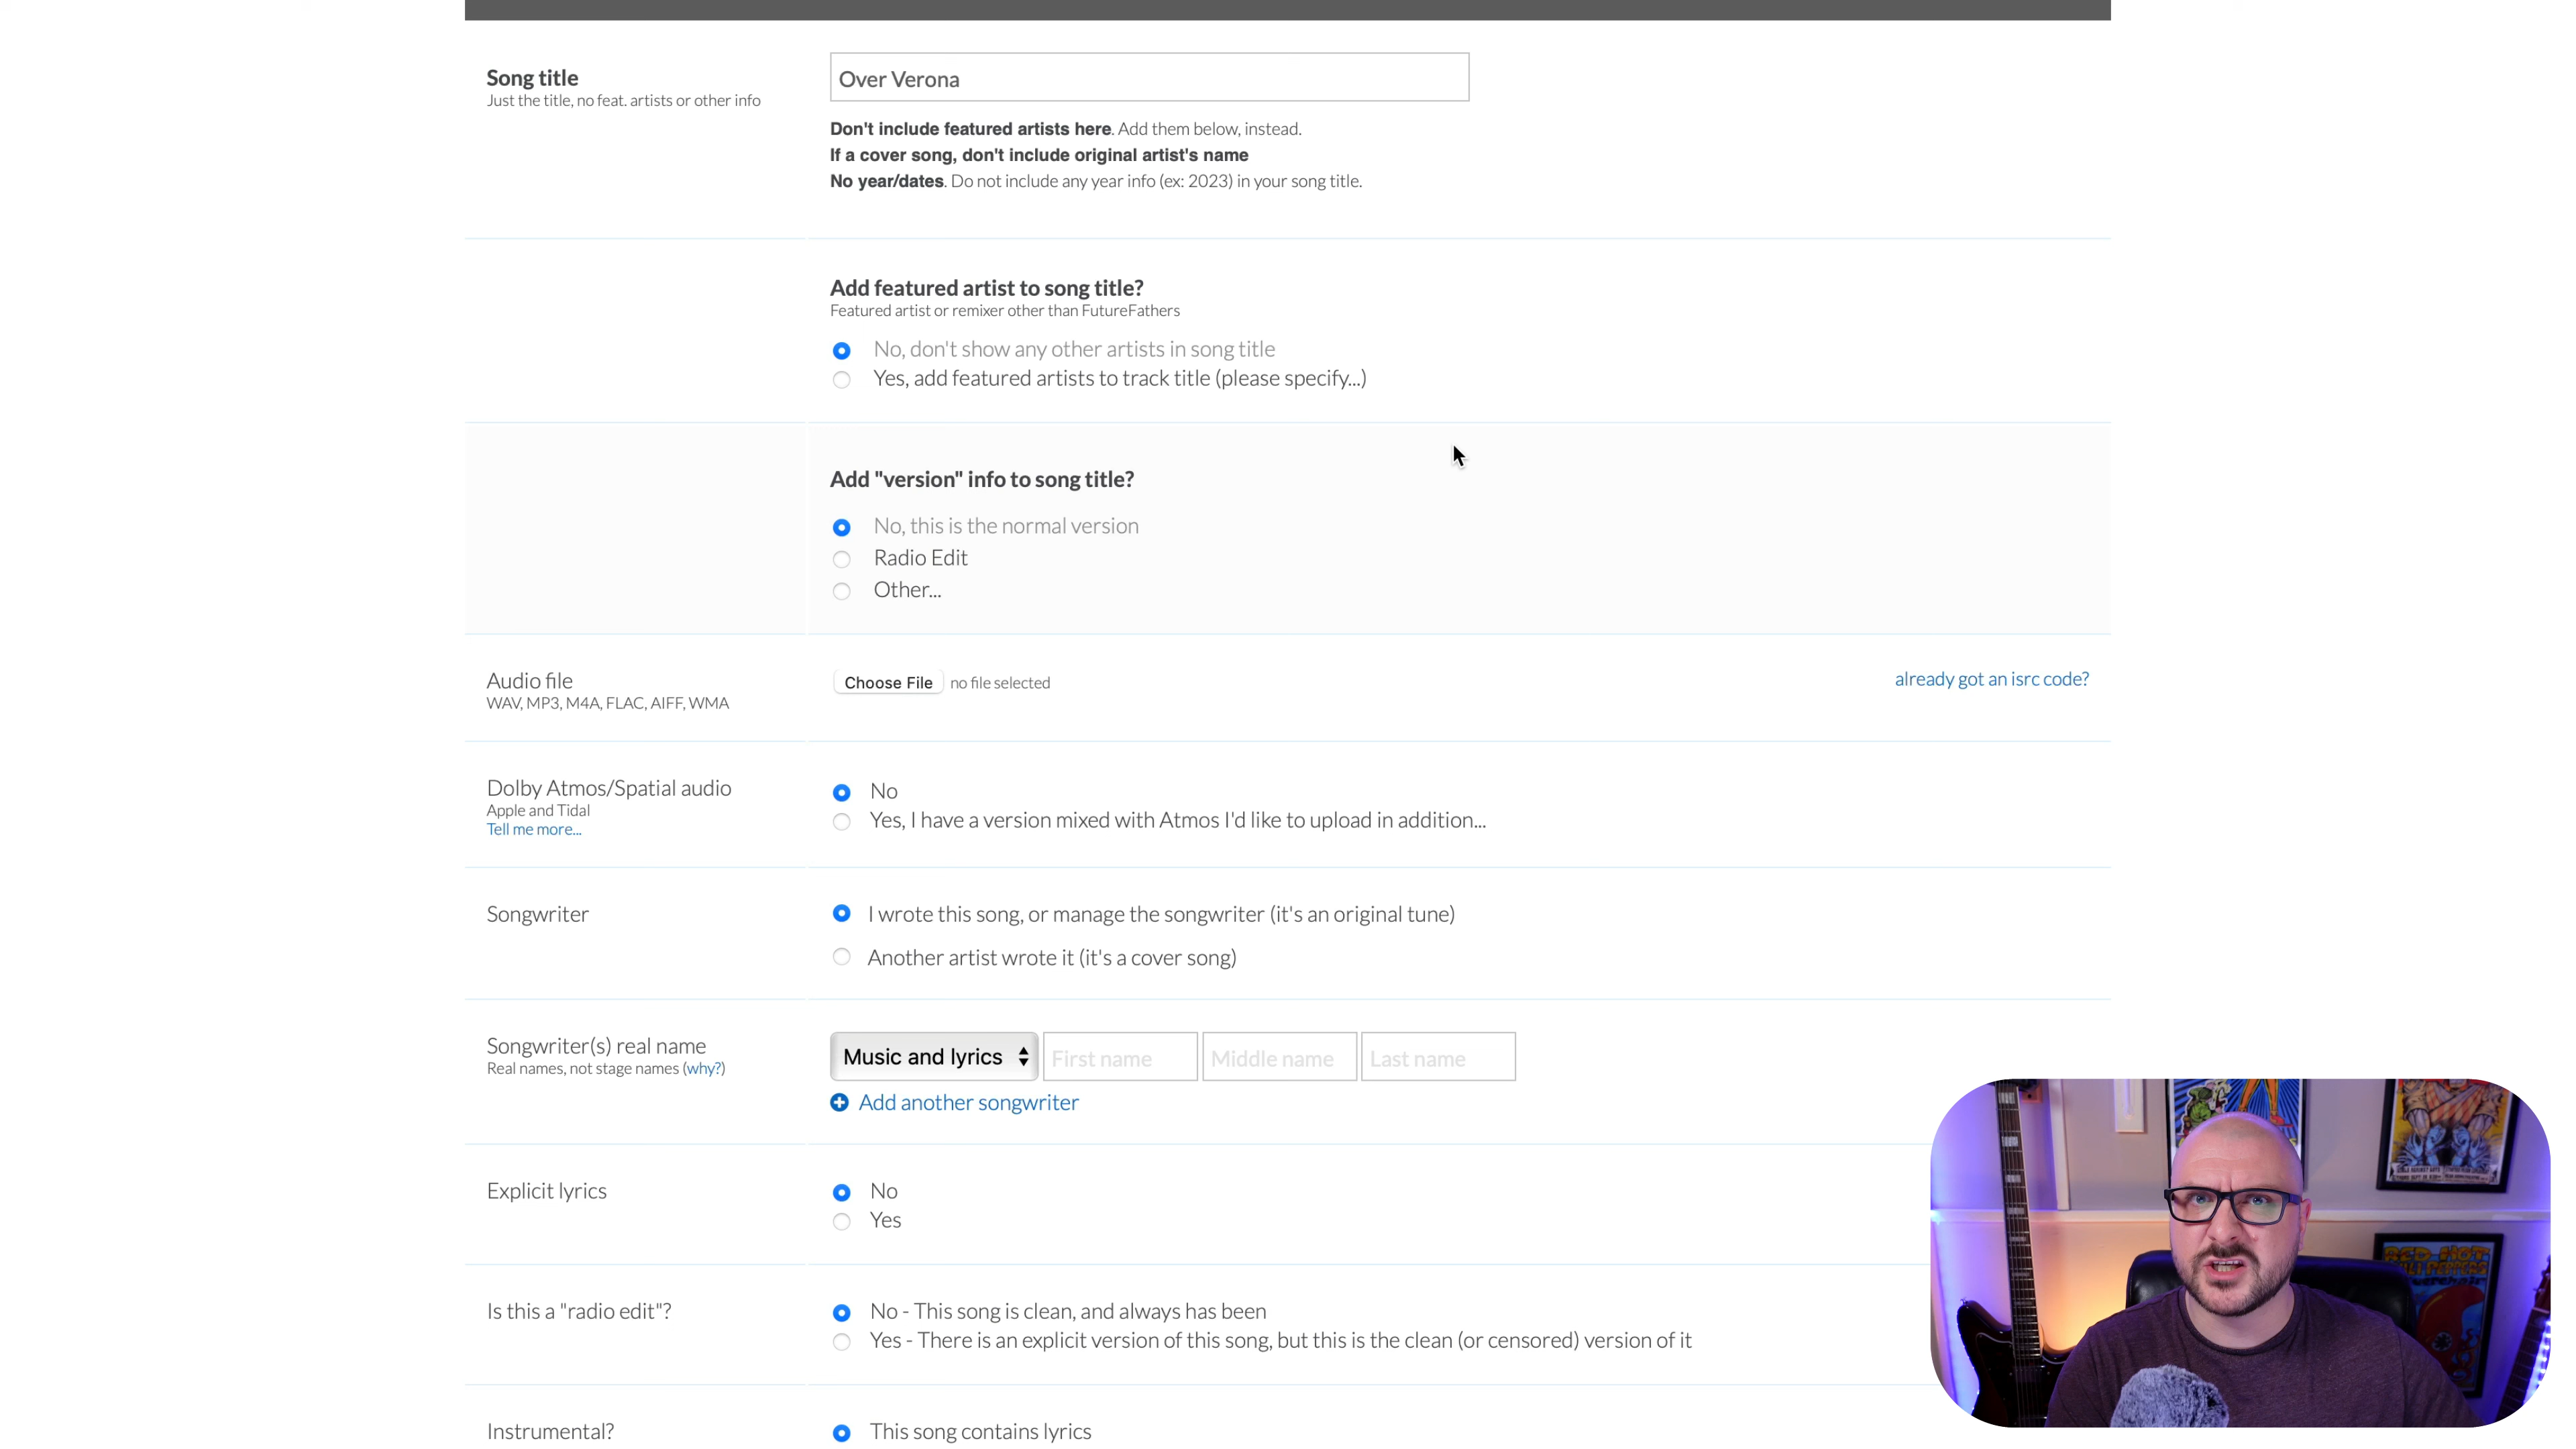 Song title
Just the title, no feat. artists or other info
Over Verona
Don't include featured artists here. Add them below, instead.
If a cover song, don't include original artist's name
No year/dates. Do not include any year info (ex: 2023) in your song title.
Add featured artist to song title?
Featured artist or remixer other than FutureFathers
No, don't show any other artists in song title
Yes, add featured artists to track title (please specify...)
Add "version" info to song title?
No, this is the normal version
Radio Edit
Other...
Audio file
WAV, MP3, M4A, FLAC, AIFF, WMA
Choose File no file selected
already got an isrc code?
Dolby Atmos/Spatial audio
Apple and Tidal
Tell me more...
No
Yes, I have a version mixed with Atmos I'd like to upload in addition...
Songwriter
I wrote this song, or manage the songwriter (it's an original tune)
Another artist wrote it (it's a cover song)
Songwriter(s) real name
Real names, not stage names (why?)
Music and lyrics First name Middle name Last name
Add another songwriter
Explicit lyrics
No
Yes
Is this a "radio edit"?
No - This song is clean, and always has been
Yes - There is an explicit version of this song, but this is the clean (or censored) version of it
Instrumental?
This song contains lyrics
RED HOT
CHILI PEPPERS